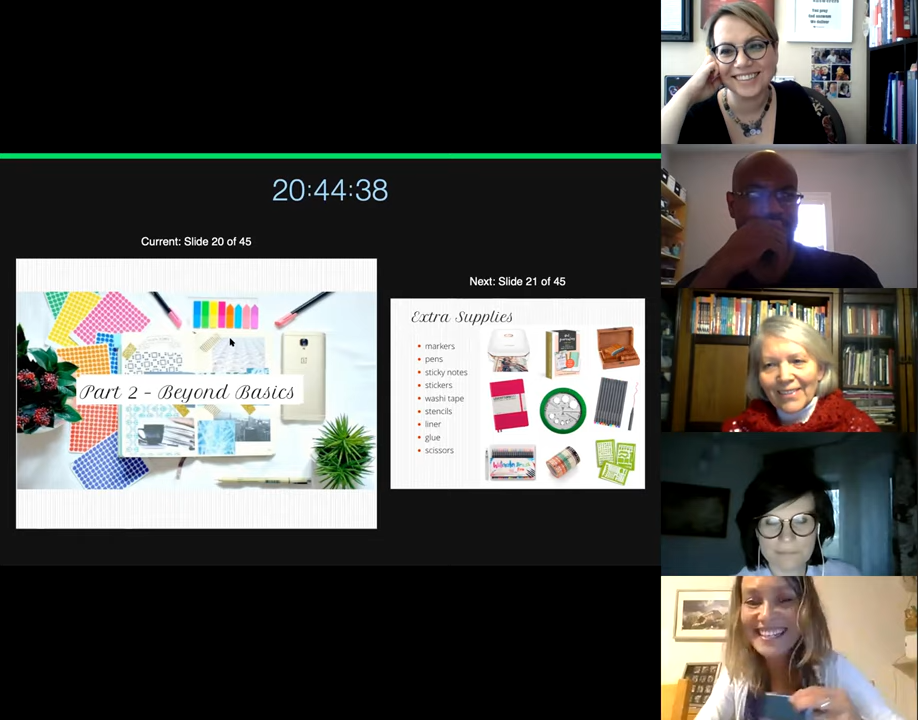 20:44:38
Current: Slide 20 of 45
Next: Slide 21 of 45
Part 2 - Beyond Basics
Extra Supplies
markers
pens
sticky notes
stickers
washi tape
stencils
liner
glue
scissors